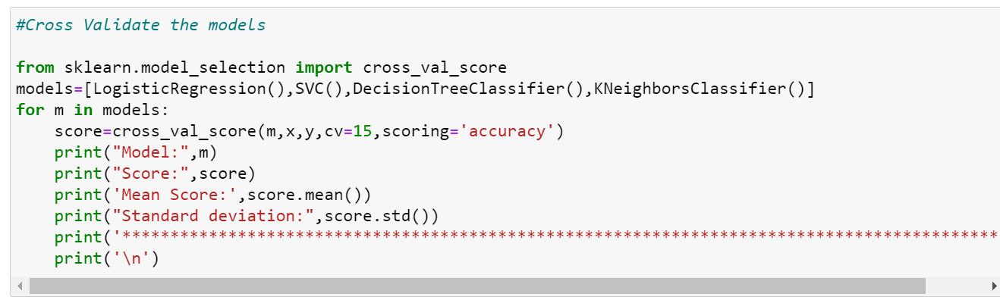 #Cross Validate the models
from sklearn.model_selection import cross_val_score
models=[LogisticRegression(),SVC(),DecisionTreeClassifier(),KNeighborsClassifier()]
for m in models:
    score=cross_val_score(m,x,y,cv=15,scoring='accuracy')
    print("Model:",m)
    print("Score:",score)
    print('Mean Score:',score.mean())
    print("Standard deviation:",score.std())
    print('*******************************************************************************************
    print('\n')